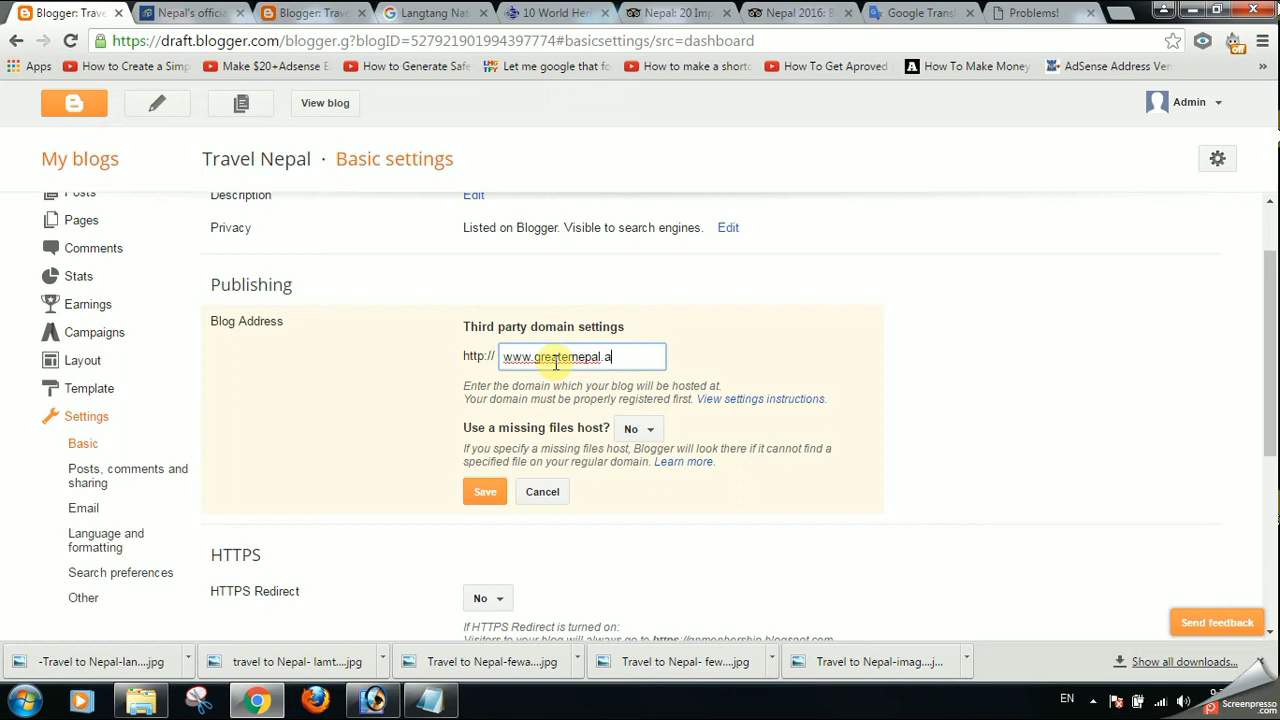 Blogger: Trave
Nepal's officia
Blogger: Trave
Langtang Nat
10 World Her
Nepal: 20 Imp
Nepal 2016: B
Google Trans
Problems!
https://draft.blogger.com/blogger.g?blogID=527921901994397774#basicsettings/src=dashboard
Apps
How to Create a Simp
Make $20+Adsense E
How to Generate Safe
Let me google that fo
How to make a shortc
How To Get Aproved
How To Make Money
AdSense Address Ver
off
View blog
Admin
My blogs
Travel Nepal · Basic settings
Posts
Pages
Comments
Stats
Earnings
Campaigns
Layout
Template
Settings
Basic
Posts, comments and
sharing
Email
Language and
formatting
Search preferences
Other
Description
Edit
Privacy
Listed on Blogger. Visible to search engines. Edit
Publishing
Blog Address
Third party domain settings
http:// www.greaternepal.a
Enter the domain which your blog will be hosted at.
Your domain must be properly registered first. View settings instructions.
Use a missing files host? No
If you specify a missing files host, Blogger will look there if it cannot find a
specified file on your regular domain. Learn more.
Save
Cancel
HTTPS
HTTPS Redirect
No
If HTTPS Redirect is turned on:
Send feedback
-Travel to Nepal-lan....jpg
travel to Nepal- lamt....jpg
Travel to Nepal-fewa....jpg
Travel to Nepal- few....jpg
Travel to Nepal-imag....j...
Show all downloads...
EN
Screenpresso
.com